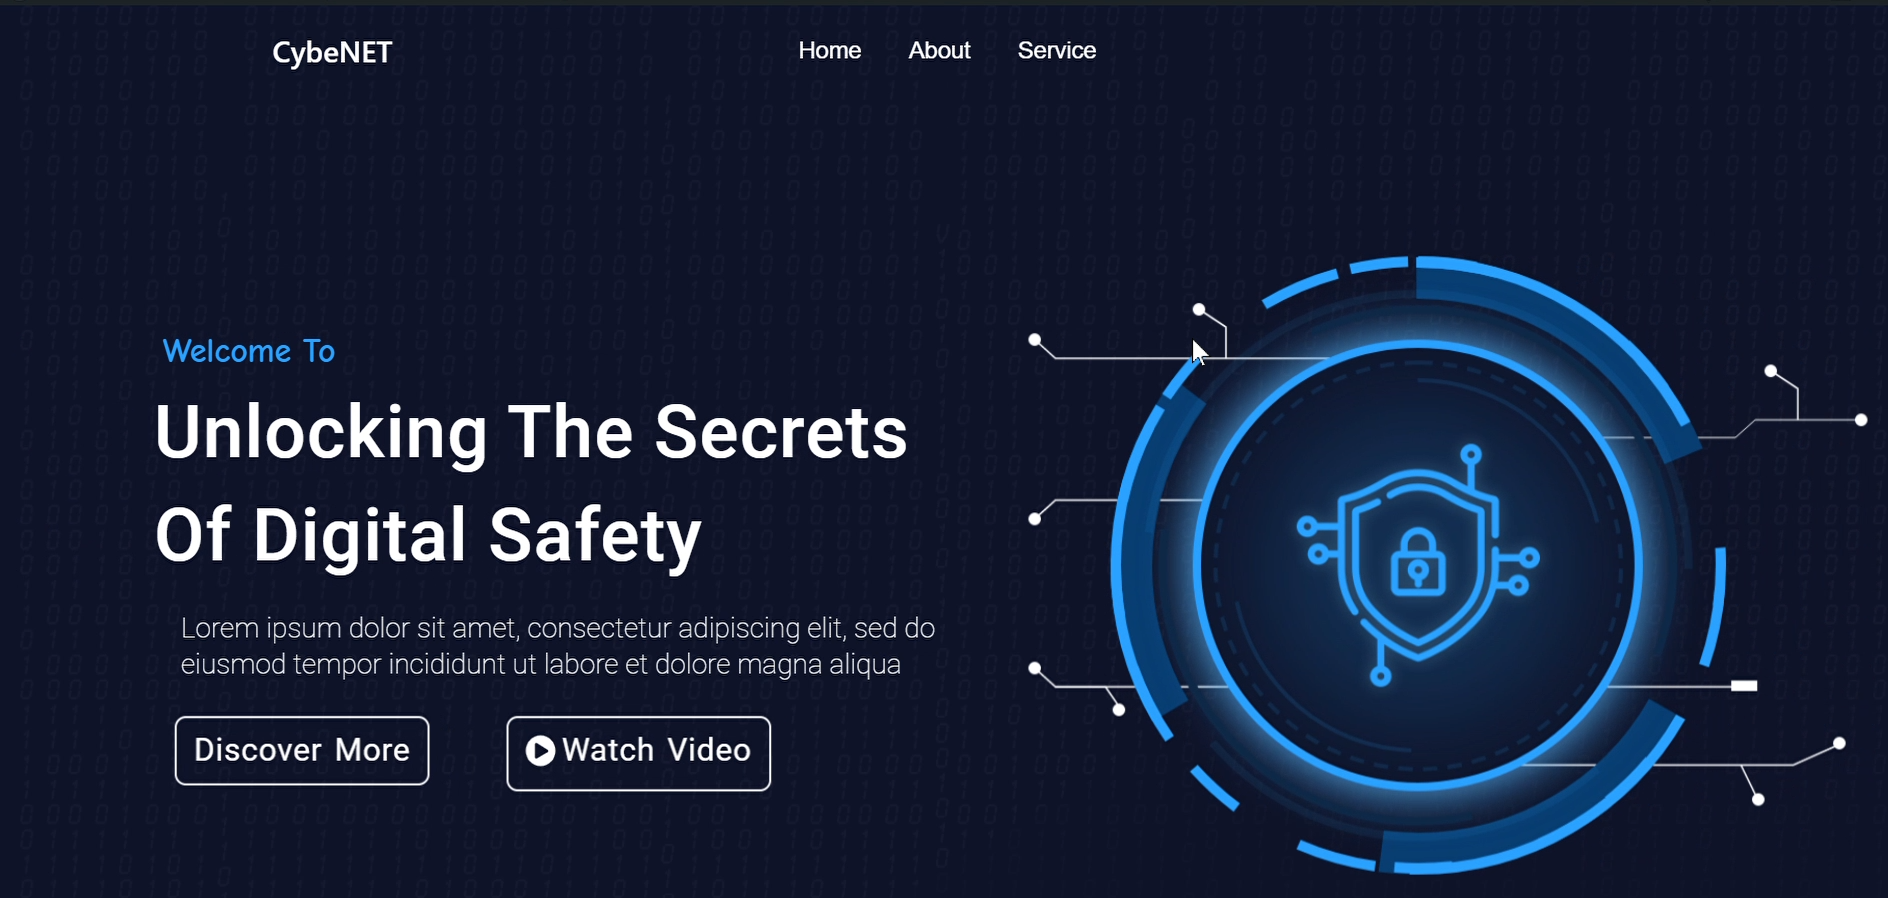 CybeNET
Home About Service
Welcome To
Unlocking The Secrets
Of Digital Safety
Lorem ipsum dolor sit amet, consectetur adipiscing elit, sed do
eiusmod tempor incididunt ut labore et dolore magna aliqua
Discover More
Watch Video